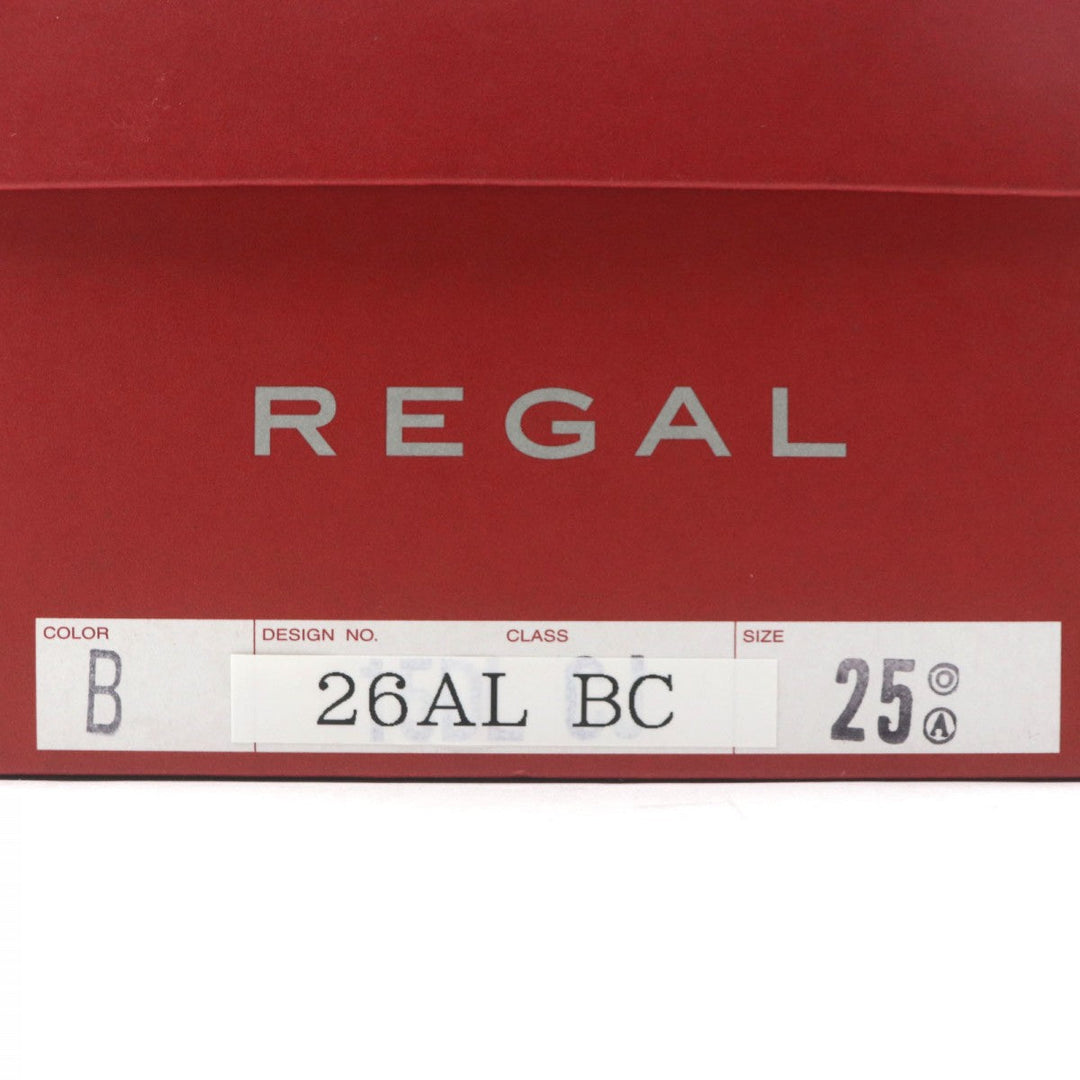 REGAL
COLOR DESIGN NO. CLASS SIZE
B 26AL BC 25 ◎
Ⓐ